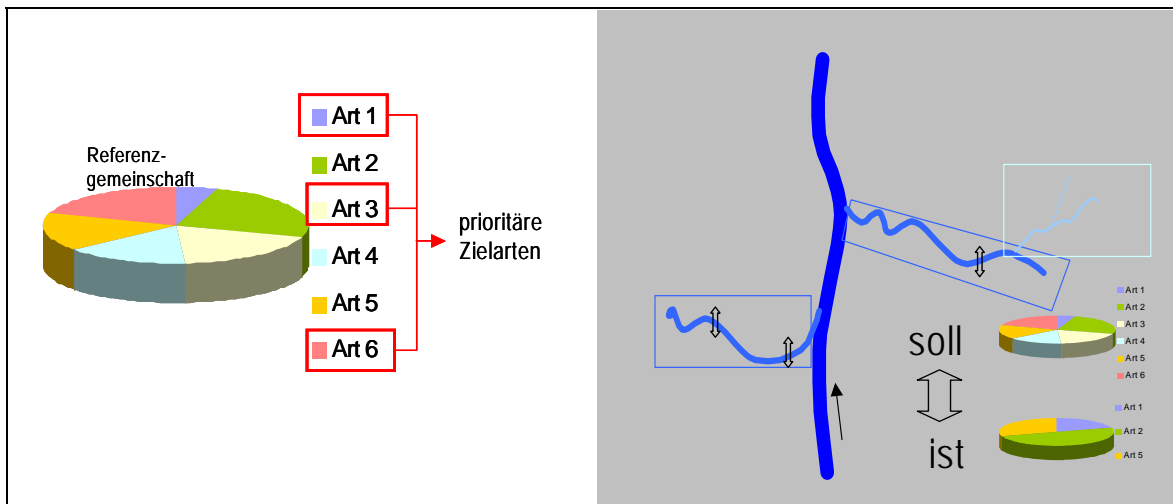 Referenz-
gemeinschaft
Art 1
Art 2
Art 3
Art 4
Art 5
Art 6
prioritäre
Zielarten
soll
ist
Art 1
Art 2
Art 3
Art 4
Art 5
Art 6
Art 1
Art 2
Art 5